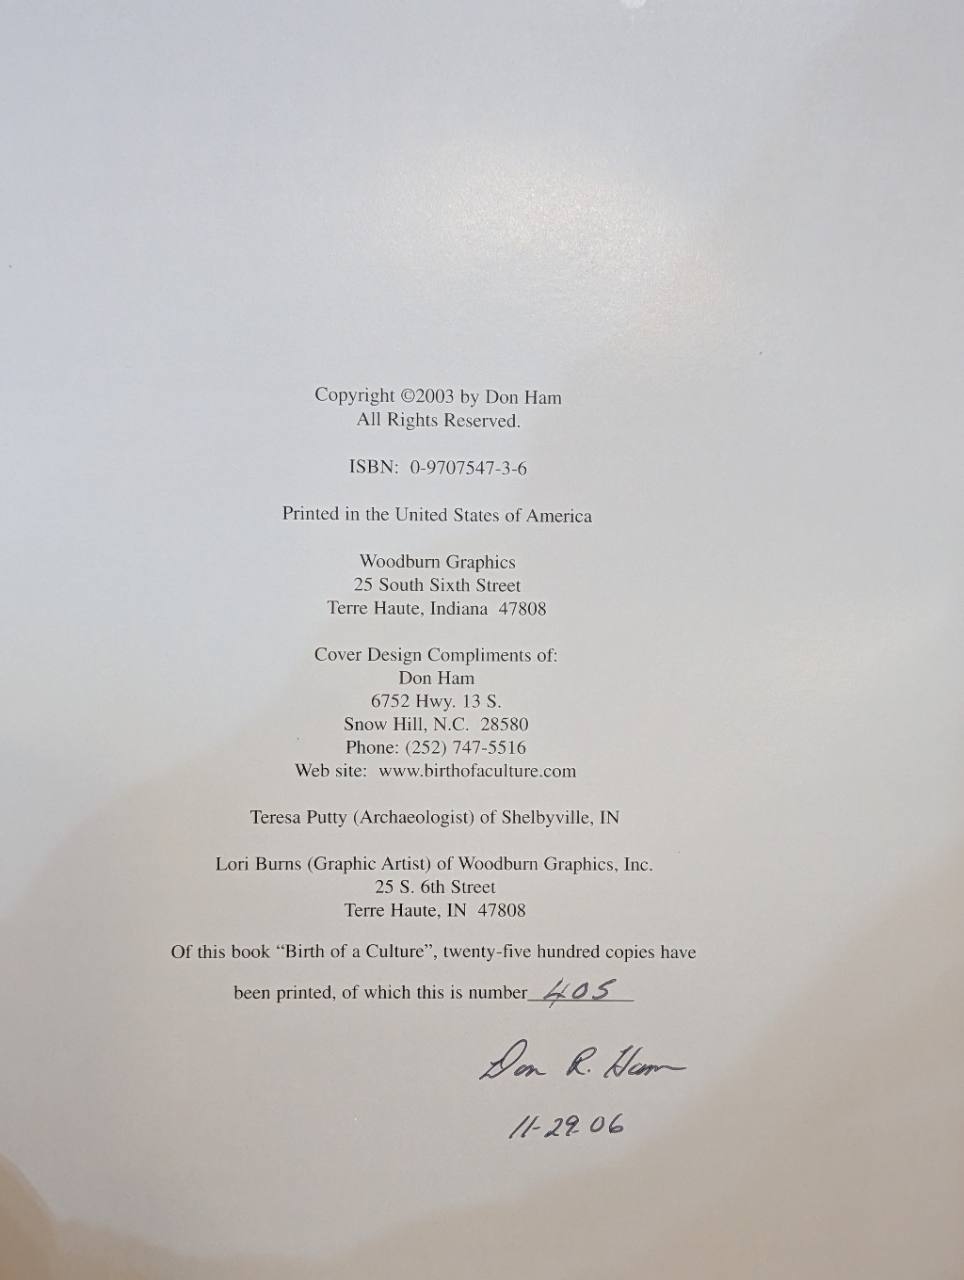 Copyright ©2003 by Don Ham
All Rights Reserved.
ISBN: 0-9707547-3-6
Printed in the United States of America
Woodburn Graphics
25 South Sixth Street
Terre Haute, Indiana 47808
Cover Design Compliments of:
Don Ham
6752 Hwy. 13 S.
Snow Hill, N.C. 28580
Phone: (252) 747-5516
Web site: www.birthofaculture.com
Teresa Putty (Archaeologist) of Shelbyville, IN
Lori Burns (Graphic Artist) of Woodburn Graphics, Inc.
25 S. 6th Street
Terre Haute, IN 47808
Of this book “Birth of a Culture”, twenty-five hundred copies have
been printed, of which this is number 405
Don R. Ham
11-29-06